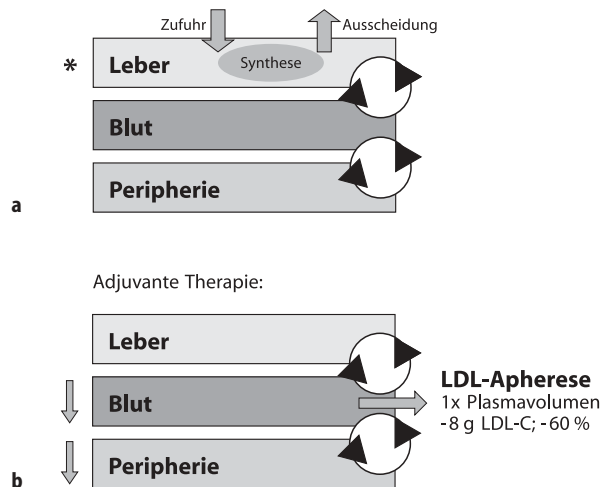 Zufuhr
Ausscheidung
*
Leber
Synthese
Blut
Peripherie
a
Adjuvante Therapie:
Leber
Blut
LDL-Apherese
1x Plasmavolumen
-8 g LDL-C; -60 %
Peripherie
b